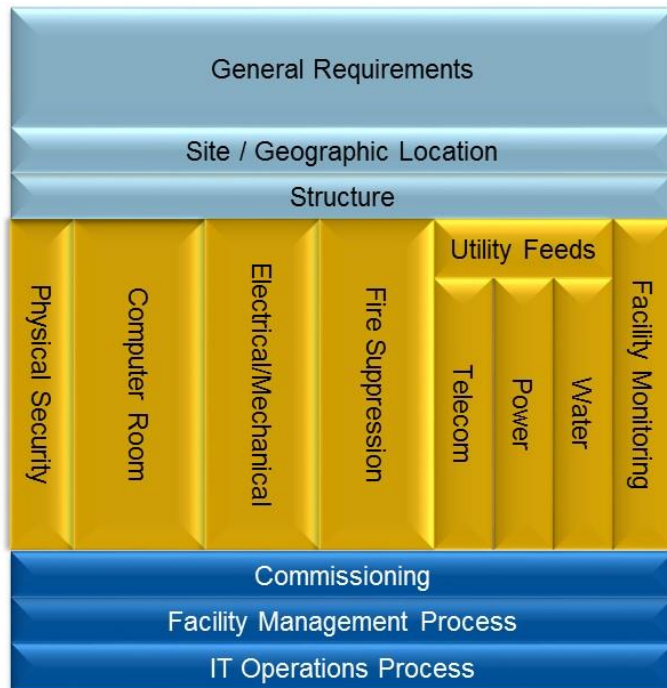 General Requirements
Site / Geographic Location
Structure
Physical Security
Computer Room
Electrical/Mechanical
Fire Suppression
Utility Feeds
Telecom
Power
Water
Facility Monitoring
Commissioning
Facility Management Process
IT Operations Process